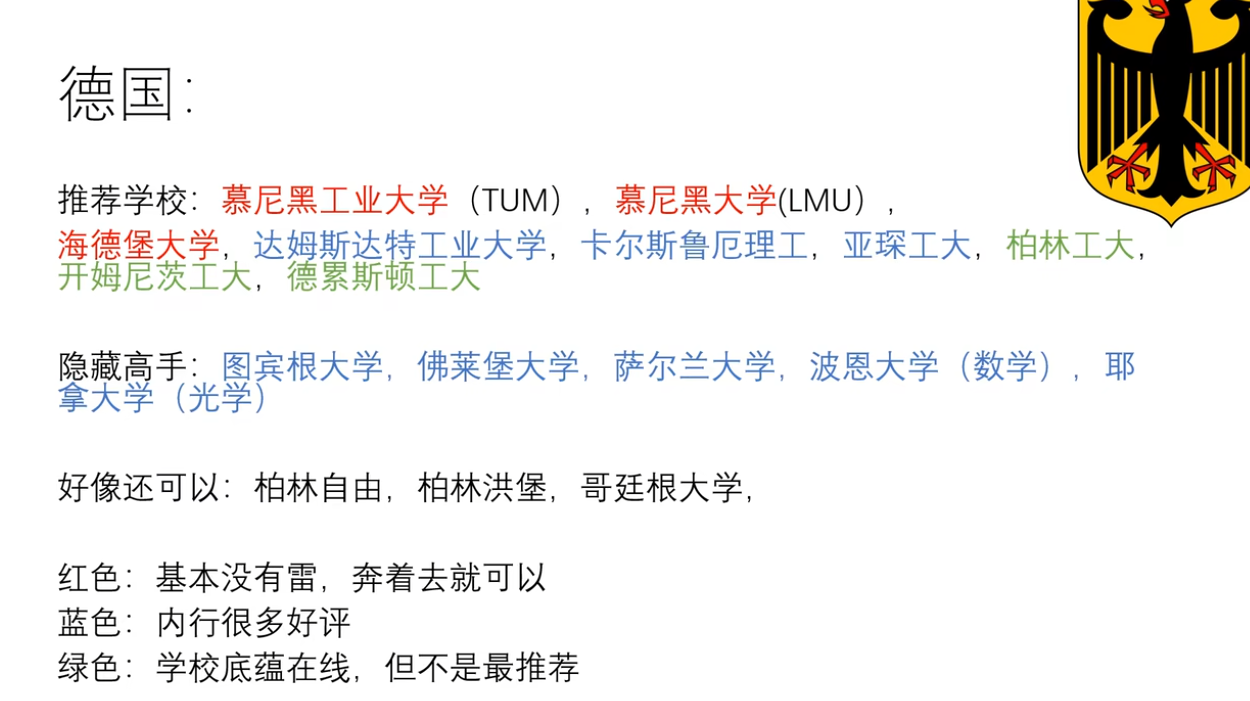 德国：
推荐学校：慕尼黑工业大学（TUM），慕尼黑大学(LMU），
海德堡大学，达姆斯达特工业大学，卡尔斯鲁厄理工，亚琛工大，柏林工大，
开姆尼茨工大，德累斯顿工大
隐藏高手：图宾根大学，佛莱堡大学，萨尔兰大学，波恩大学（数学），耶
拿大学（光学）
好像还可以：柏林自由，柏林洪堡，哥廷根大学，
红色：基本没有雷，奔着去就可以
蓝色：内行很多好评
绿色：学校底蕴在线，但不是最推荐